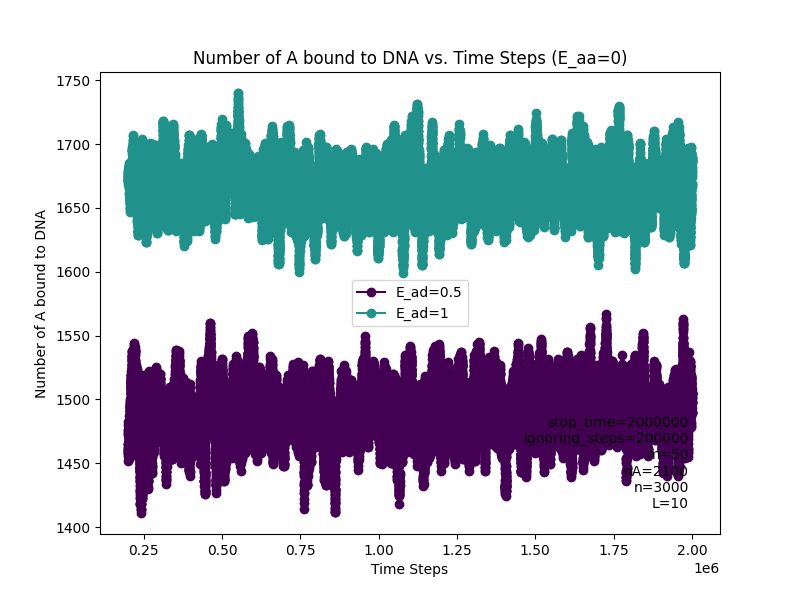 Number of A bound to DNA vs. Time Steps (E_aa=0)
Number of A bound to DNA
1750
1700
1650
1600
1550
1500
1450
1400
E_ad=0.5
E_ad=1
stop_time=2000000
ignoring_steps=200000
m=50
nA=2100
n=3000
L=10
0.25
0.50
0.75
1.00
1.25
1.50
1.75
2.00
1e6
Time Steps